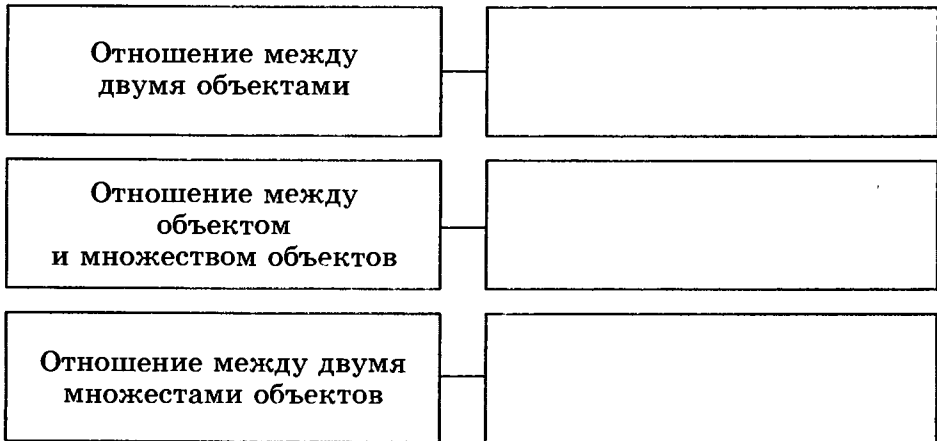 Отношение между
двумя объектами
Отношение между
объектом
и множеством объектов
Отношение между двумя
множестами объектов